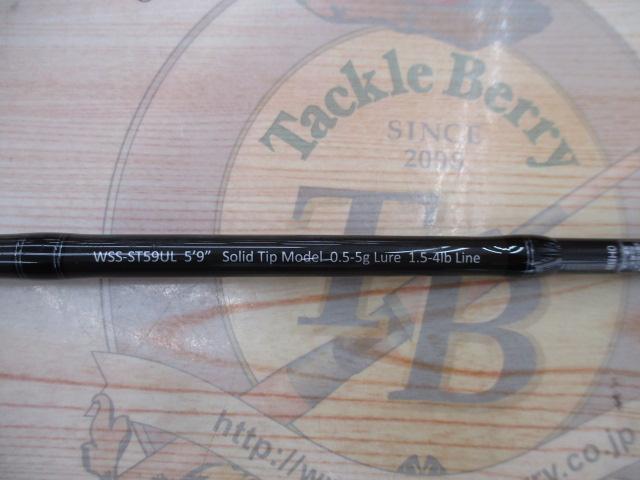 Tackle Berry
SINCE
2009
TB
WSS-ST59UL 5'9" Solid Tip Model 0.5-5g Lure 1.5-4lb Line